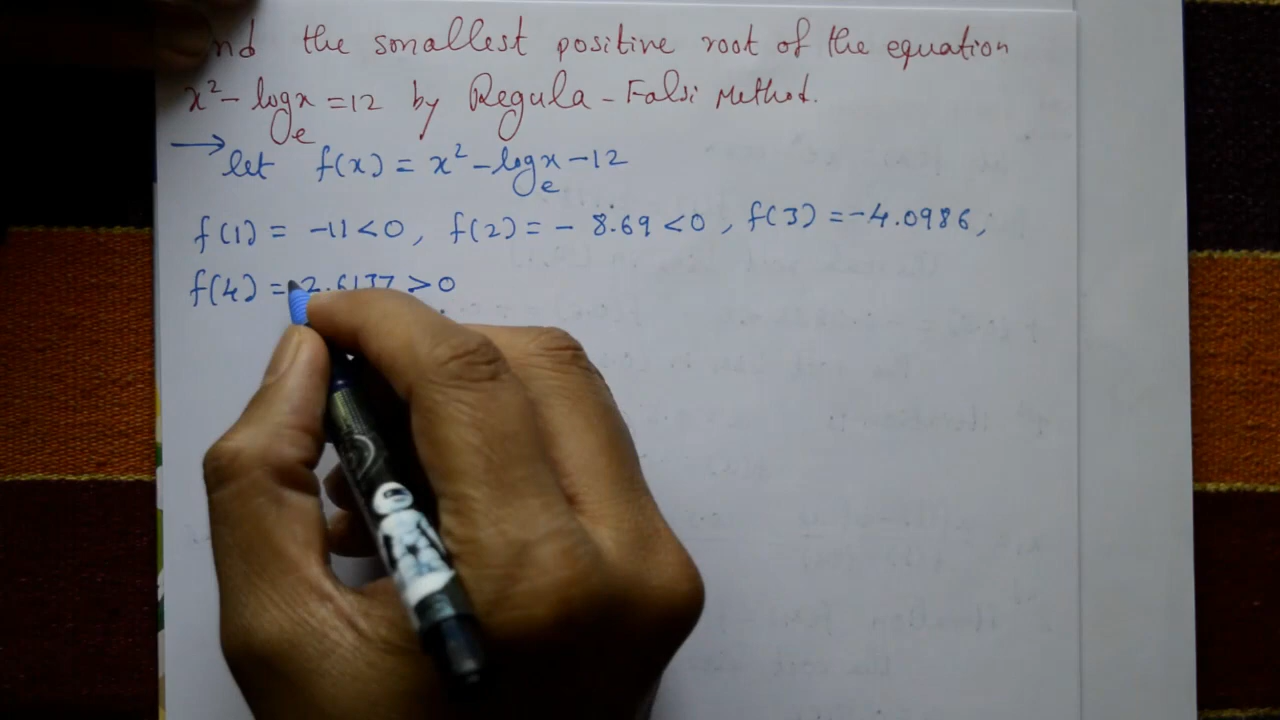 nd the smallest positive root of the equation
x² - logₑx = 12 by Regula - Falsi Method.
→ let f(x) = x² - logₑx - 12
f(1) = -11 < 0, f(2) = - 8.69 < 0, f(3) = -4.0986,
f(4) = 2.6137 > 0